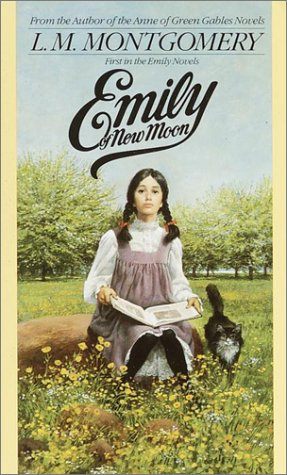 From the Author of the Anne of Green Gables Novels
L.M. MONTGOMERY
First in the Emily Novels
Emily
of New Moon